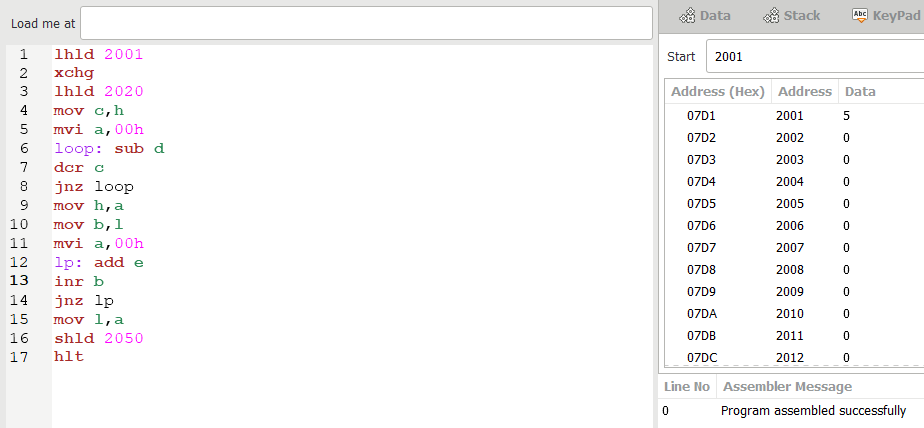 Load me at
1 lhld 2001
2 xchg
3 lhld 2020
4 mov c,h
5 mvi a,00h
6 loop: sub d
7 dcr c
8 jnz loop
9 mov h,a
10 mov b,l
11 mvi a,00h
12 lp: add e
13 inr b
14 jnz lp
15 mov l,a
16 shld 2050
17 hlt
Data Stack Abc KeyPad
Start 2001
Address (Hex) Address Data
07D1 2001 5
07D2 2002 0
07D3 2003 0
07D4 2004 0
07D5 2005 0
07D6 2006 0
07D7 2007 0
07D8 2008 0
07D9 2009 0
07DA 2010 0
07DB 2011 0
07DC 2012 0
Line No Assembler Message
0 Program assembled successfully